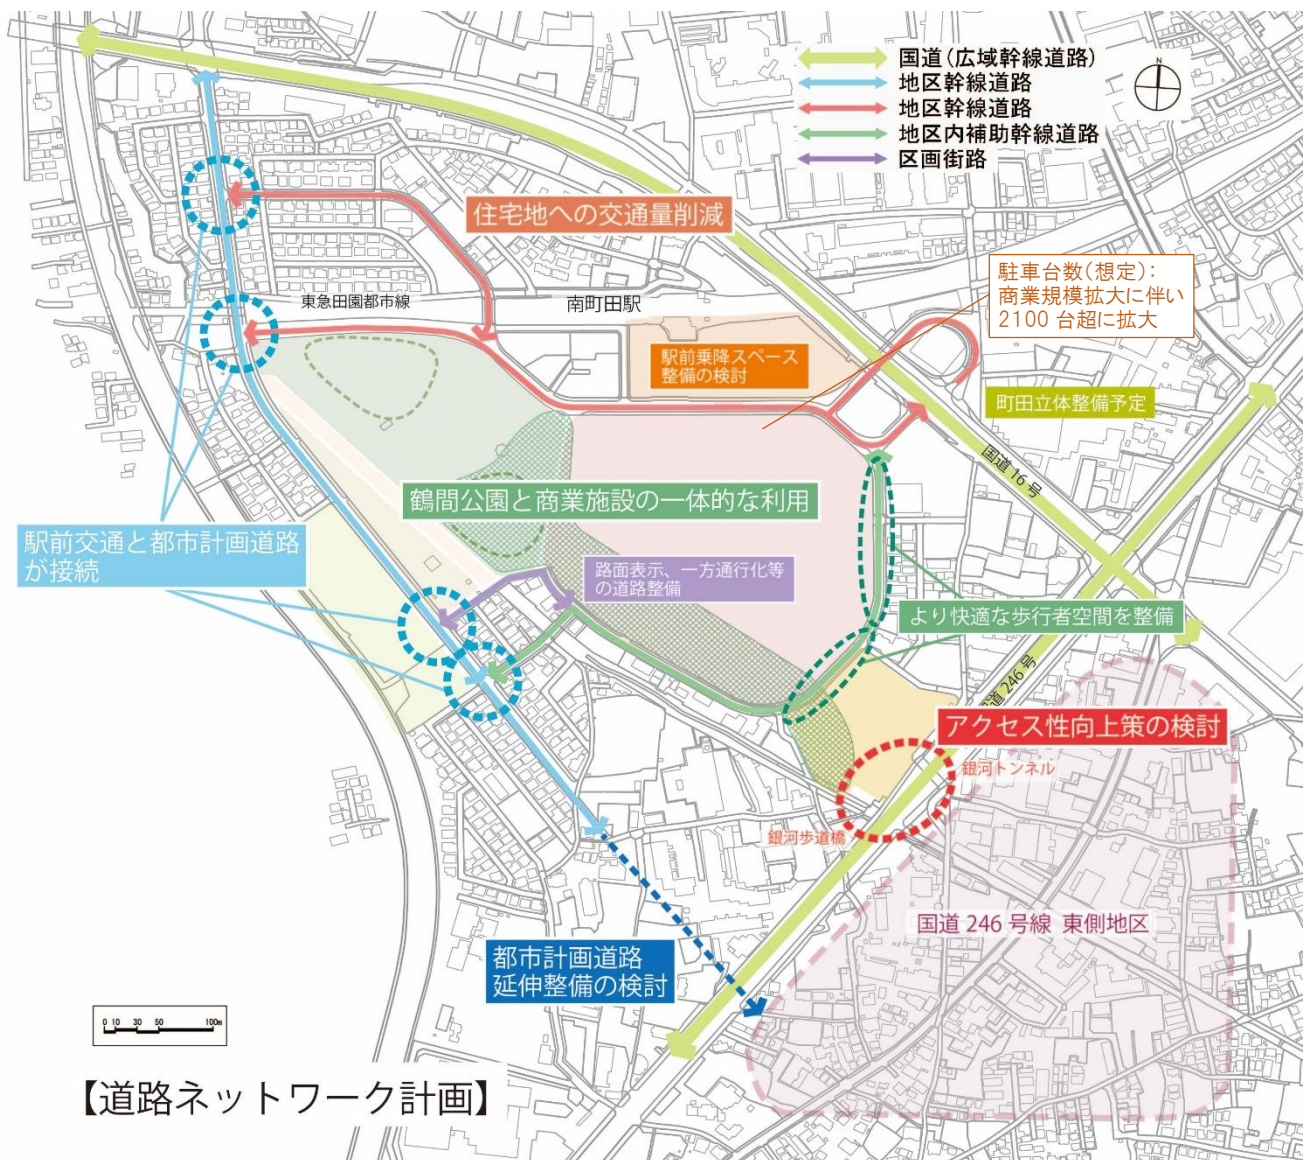 国道(広域幹線道路)
地区幹線道路
地区幹線道路
地区内補助幹線道路
区画街路
N
住宅地への交通量削減
駐車台数(想定):
商業規模拡大に伴い
2100 台超に拡大
東急田園都市線
南町田駅
駅前乗降スペース
整備の検討
町田立体整備予定
国道 16 号
鶴間公園と商業施設の一体的な利用
駅前交通と都市計画道路
が接続
路面表示、一方通行化等
の道路整備
より快適な歩行者空間を整備
国道 246 号
アクセス性向上策の検討
銀河トンネル
銀河歩道橋
国道 246 号線 東側地区
都市計画道路
延伸整備の検討
0 10 30 50 100m
【道路ネットワーク計画】